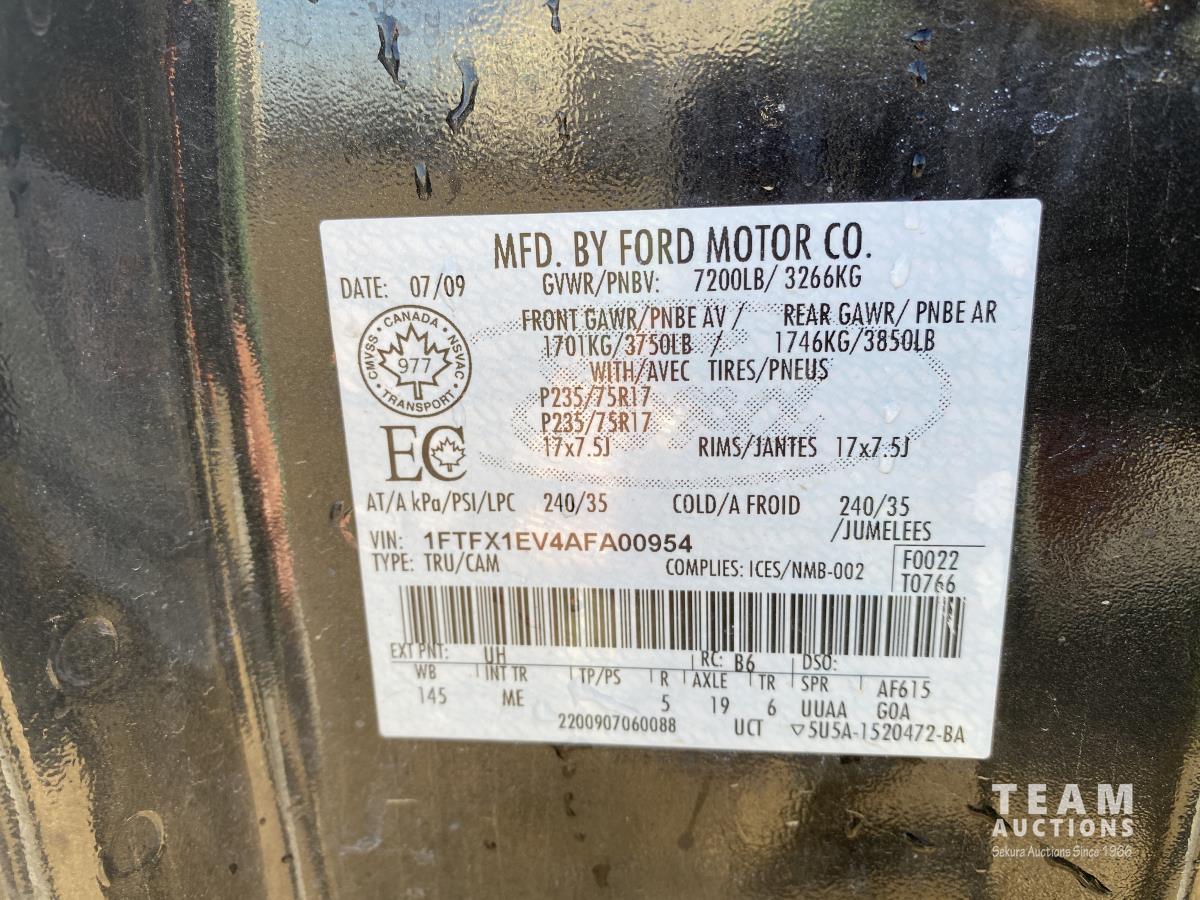 MFD. BY FORD MOTOR CO.
DATE: 07/09 GVWR/PNBV: 7200LB/ 3266KG
FRONT GAWR/PNBE AV / REAR GAWR/ PNBE AR
1701KG/3750LB / 1746KG/3850LB
WITH/AVEC TIRES/PNEUS
P235/75R17
P235/75R17
17x7.5J RIMS/JANTES 17x7.5J
CANADA
CMVSS 977 NSVAC
TRANSPORT
EC
AT/A kPa/PSI/LPC 240/35 COLD/A FROID 240/35
/JUMELEES
VIN: 1FTFX1EV4AFA00954
TYPE: TRU/CAM COMPLIES: ICES/NMB-002
F0022
T0766
EXT PNT: UH RC: B6 DSO:
WB INT TR TP/PS R AXLE TR SPR AF615
145 ME 5 19 6 UUAA G0A
2200907060088 UCT ▽5U5A-1520472-BA
TEAM
AUCTIONS
Sekura Auctions Since 1966